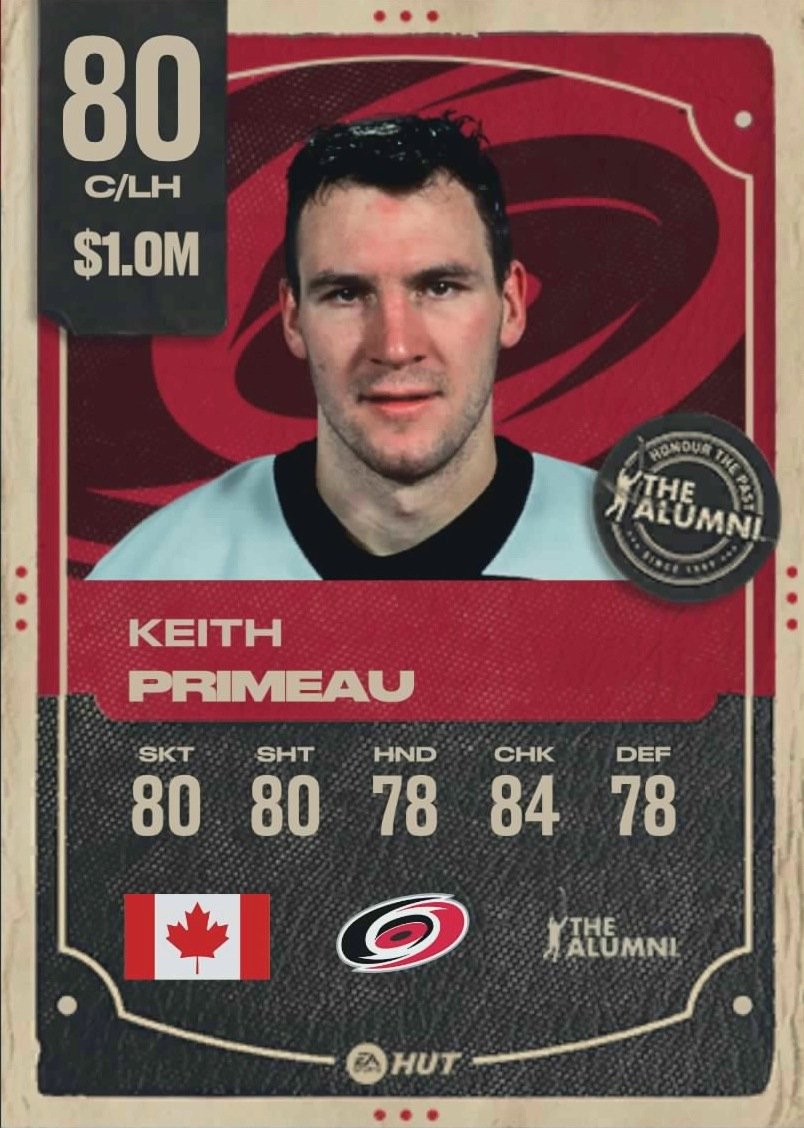 80
C/LH
$1.0M
HONOUR THE PAST
THE
ALUMNI
KEITH
PRIMEAU
SKT SHT HND CHK DEF
80 80 78 84 78
THE
ALUMNI
EA HUT